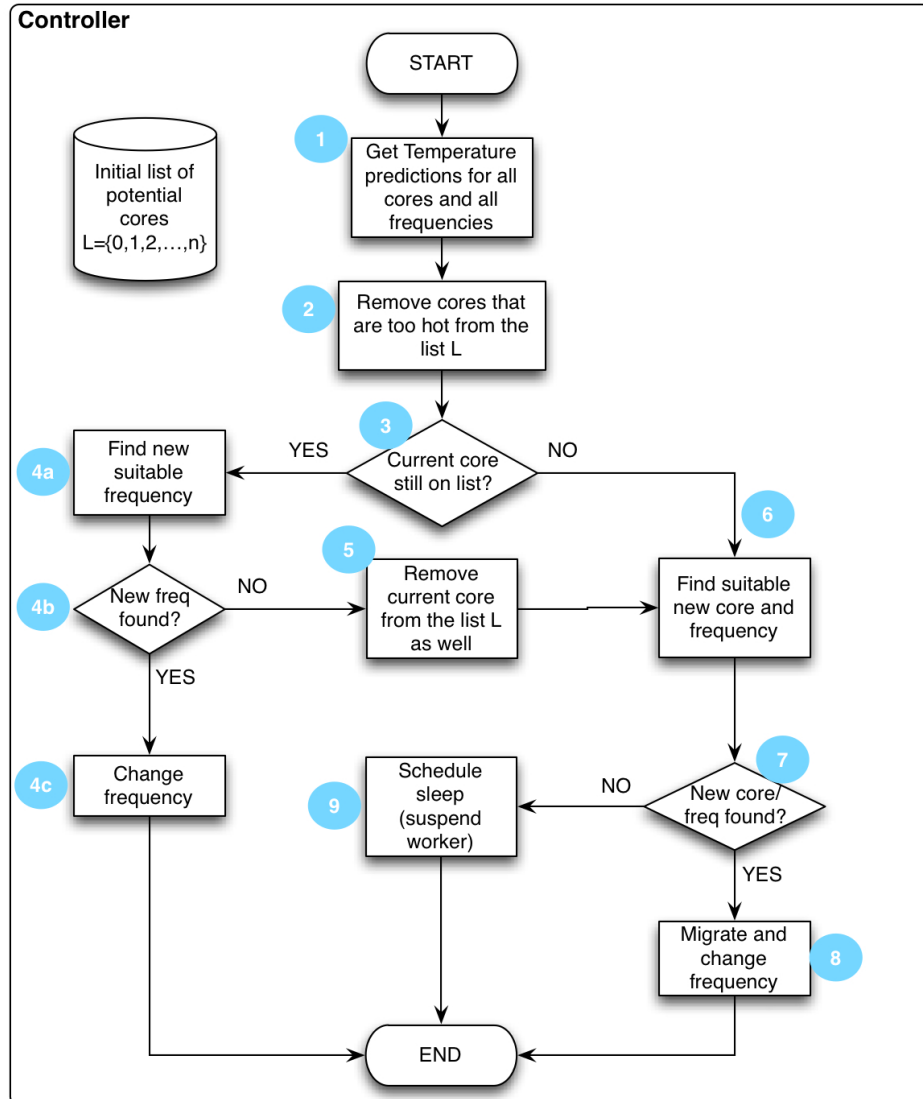 Controller
START
1
Get Temperature
predictions for all
cores and all
frequencies
Initial list of
potential
cores
L={0,1,2,...,n}
2
Remove cores that
are too hot from the
list L
3
Current core
still on list?
YES
NO
4a
Find new
suitable
frequency
4b
New freq
found?
NO
YES
5
Remove
current core
from the list L
as well
6
Find suitable
new core and
frequency
4c
Change
frequency
7
New core/
freq found?
NO
YES
9
Schedule
sleep
(suspend
worker)
8
Migrate and
change
frequency
END